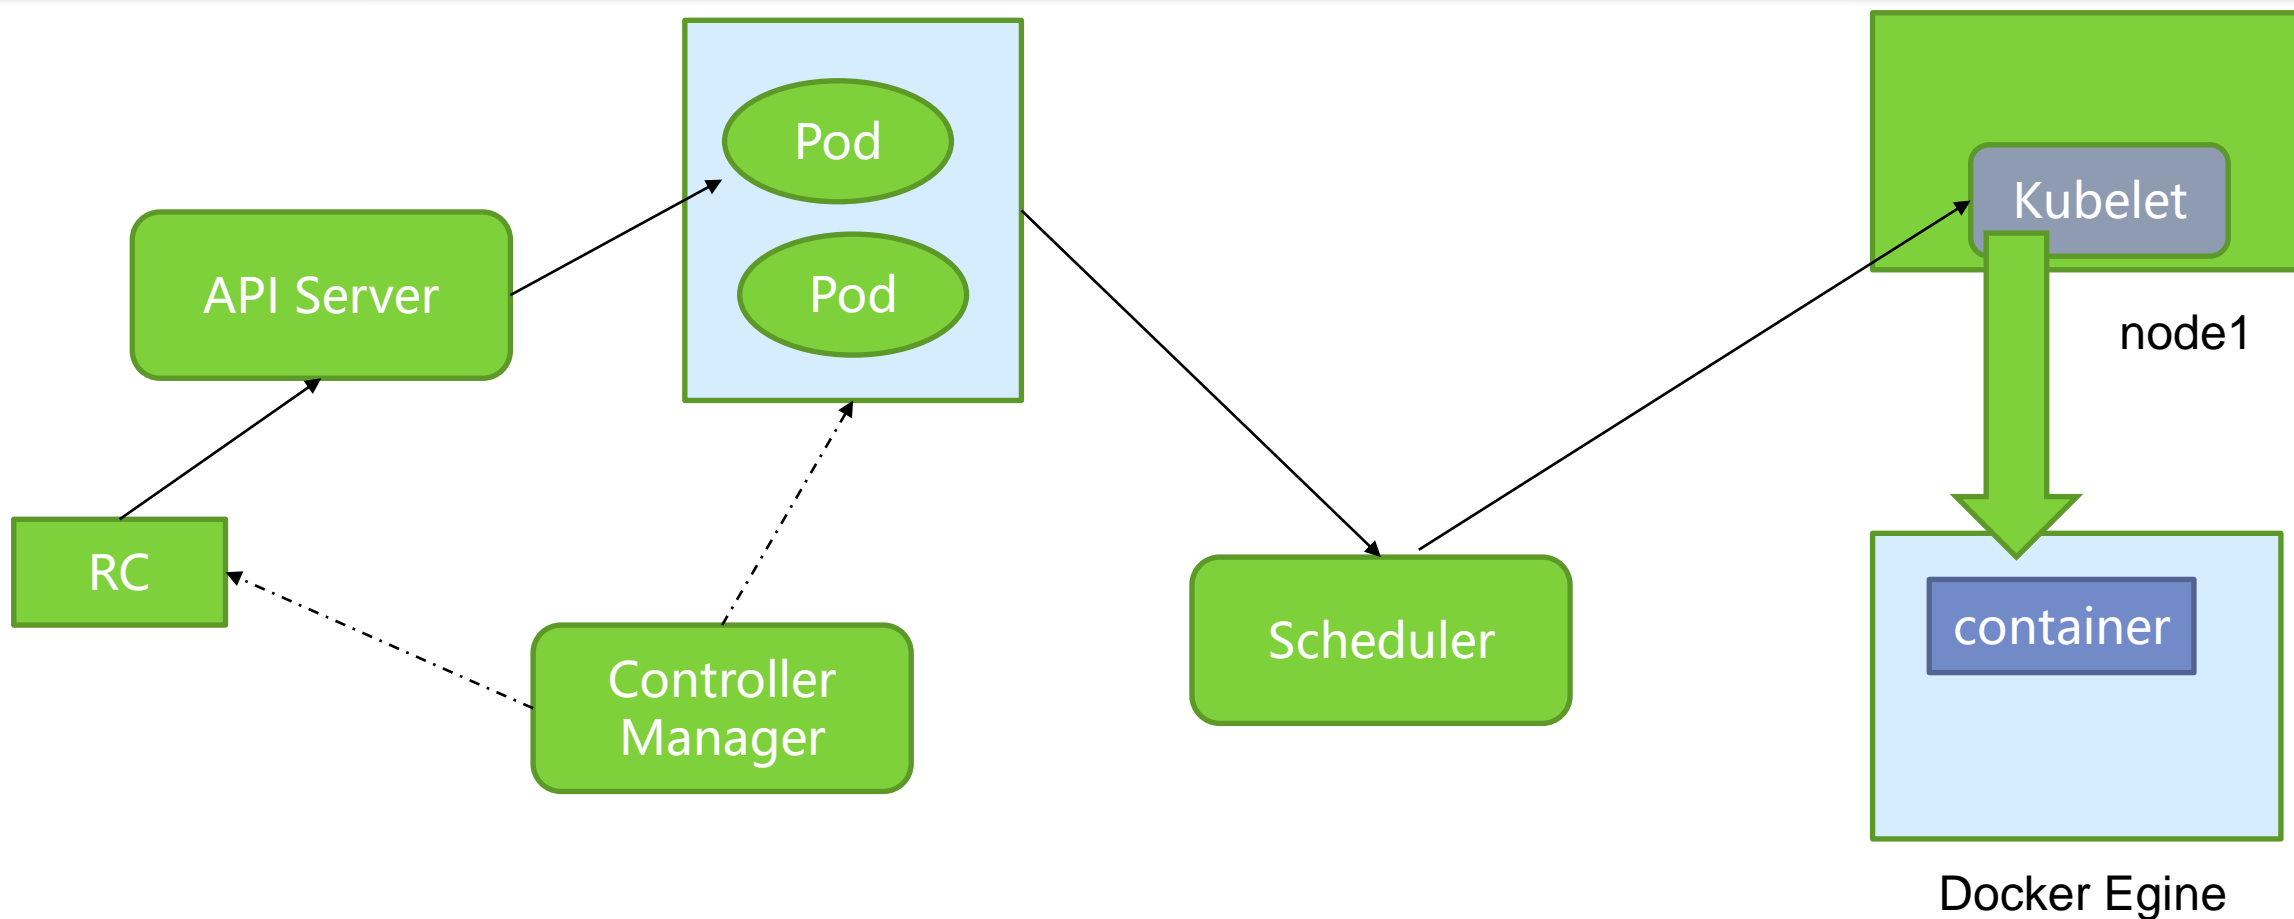 Pod
Pod
Kubelet
API Server
node1
RC
Controller
Manager
Scheduler
container
Docker Egine